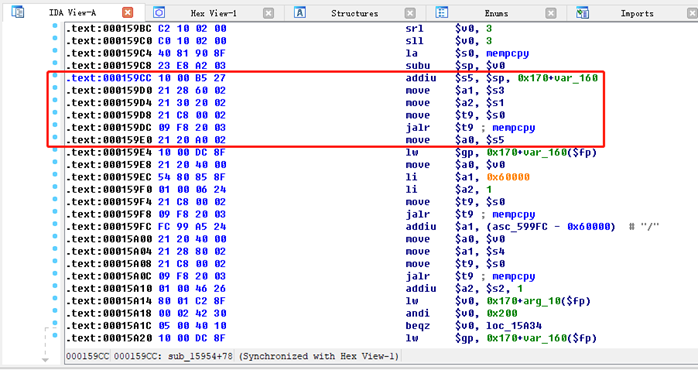 IDA View-A Hex View-1 Structures Enums Imports
.text:000159BC C2 10 02 00 srl $v0, 3
.text:000159C0 C0 10 02 00 sll $v0, 3
.text:000159C4 40 81 90 8F la $s0, mempcpy
.text:000159C8 23 E8 A2 03 subu $sp, $v0
.text:000159CC 10 00 B5 27 addiu $s5, $sp, 0x170+var_160
.text:000159D0 21 28 60 02 move $a1, $s3
.text:000159D4 21 30 20 02 move $a2, $s1
.text:000159D8 21 C8 00 02 move $t9, $s0
.text:000159DC 09 F8 20 03 jalr $t9 ; mempcpy
.text:000159E0 21 20 A0 02 move $a0, $s5
.text:000159E4 10 00 DC 8F lw $gp, 0x170+var_160($fp)
.text:000159E8 21 20 40 00 move $a0, $v0
.text:000159EC 54 80 85 8F li $a1, 0x60000
.text:000159F0 01 00 06 24 li $a2, 1
.text:000159F4 21 C8 00 02 move $t9, $s0
.text:000159F8 09 F8 20 03 jalr $t9 ; mempcpy
.text:000159FC FC 99 A5 24 addiu $a1, (asc_599FC - 0x60000) # "/"
.text:00015A00 21 20 40 00 move $a0, $v0
.text:00015A04 21 28 80 02 move $a1, $s4
.text:00015A08 21 C8 00 02 move $t9, $s0
.text:00015A0C 09 F8 20 03 jalr $t9 ; mempcpy
.text:00015A10 01 00 46 26 addiu $a2, $s2, 1
.text:00015A14 80 01 C2 8F lw $v0, 0x170+arg_10($fp)
.text:00015A18 00 02 42 30 andi $v0, 0x200
.text:00015A1C 05 00 40 10 beqz $v0, loc_15A34
.text:00015A20 10 00 DC 8F lw $gp, 0x170+var_160($fp)
000159CC 000159CC: sub_15954+78 (Synchronized with Hex View-1)